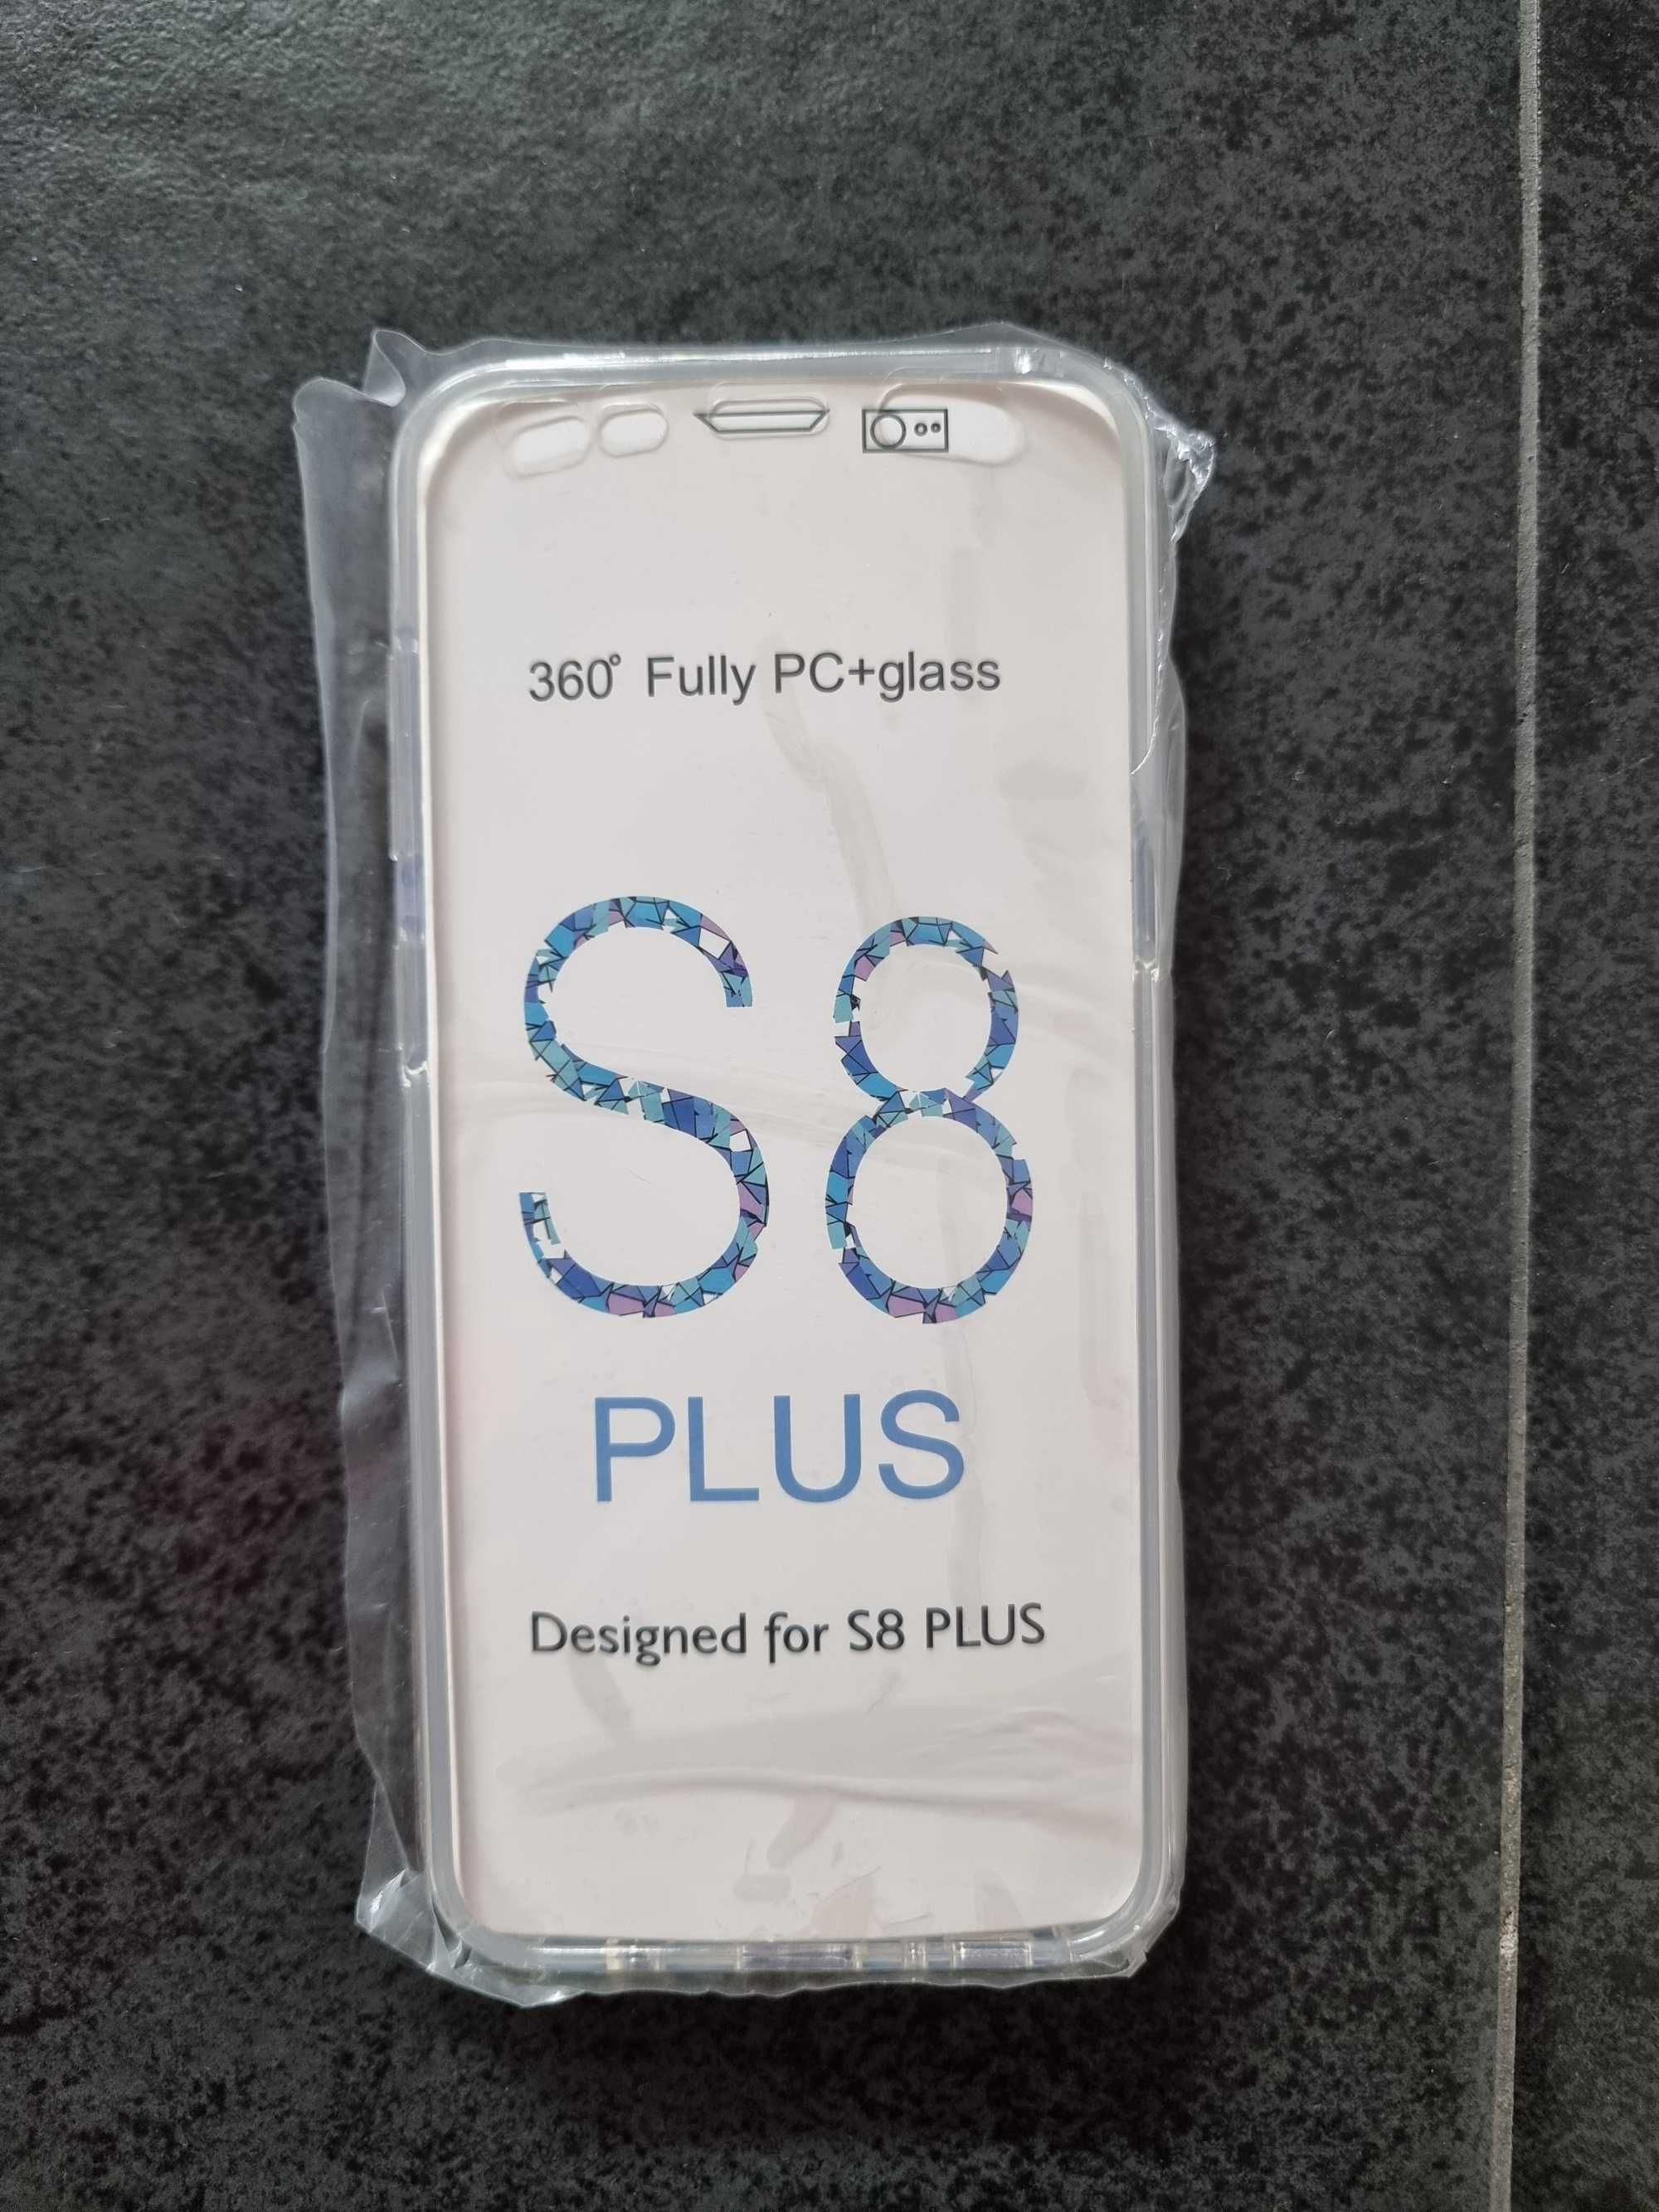 360° Fully PC+glass
S8
PLUS
Designed for S8 PLUS